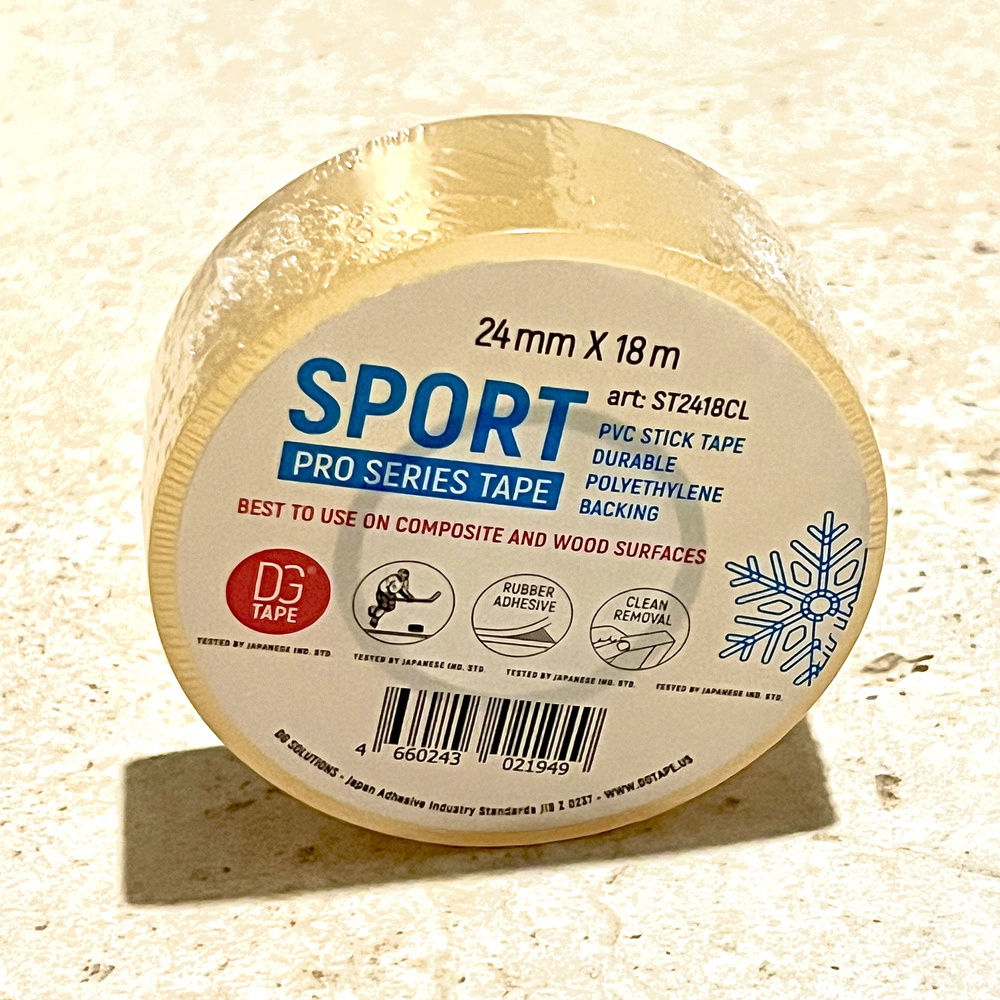 24mm X 18m
SPORT
art: ST2418CL
PRO SERIES TAPE
PVC STICK TAPE
DURABLE
POLYETHYLENE
BACKING
BEST TO USE ON COMPOSITE AND WOOD SURFACES
DG
TAPE
RUBBER
ADHESIVE
CLEAN
REMOVAL
TESTED BY JAPANESE IND. STD.
TESTED BY JAPANESE IND. STD.
TESTED BY JAPANESE IND. STD.
TESTED BY JAPANESE IND. STD.
4 660243 021949
DG SOLUTIONS - Japan Adhesive Industry Standards JIS Z 0237 - WWW.DGTAPE.US